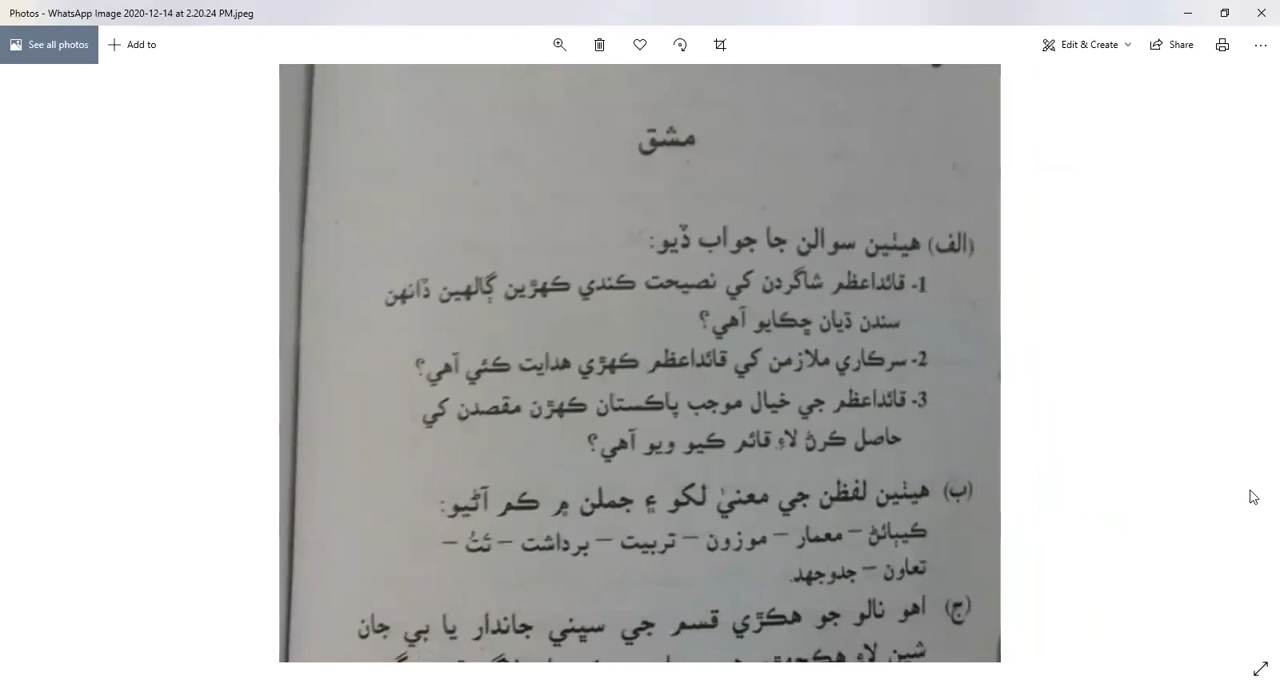 Photos - WhatsApp Image 2020-12-14 at 2.20.24 PM.jpeg
See all photos
Add to
Edit & Create
Share
مشق
(الف) هيٺين سوالن جا جواب ڏيو:
1- قائداعظم شاگردن کي نصيحت ڪندي ڪهڙين ڳالهين ڏانهن
سندن ڌيان ڇڪايو آهي؟
2- سرڪاري ملازمن کي قائداعظم ڪهڙي هدايت ڪئي آهي؟
3- قائداعظم جي خيال موجب پاڪستان ڪهڙن مقصدن کي
حاصل ڪرڻ لاءِ قائم ڪيو ويو آهي؟
(ب) هيٺين لفظن جي معنيٰ لکو ۽ جملن ۾ ڪم آڻيو:
کيپائڻ – معمار – موزون – تربيت – برداشت – تَتُ –
تعاون – جدوجهد.
(ج) اهو نالو جو هڪڙي قسم جي سڀني جاندار يا بي جان
شين لاءِ